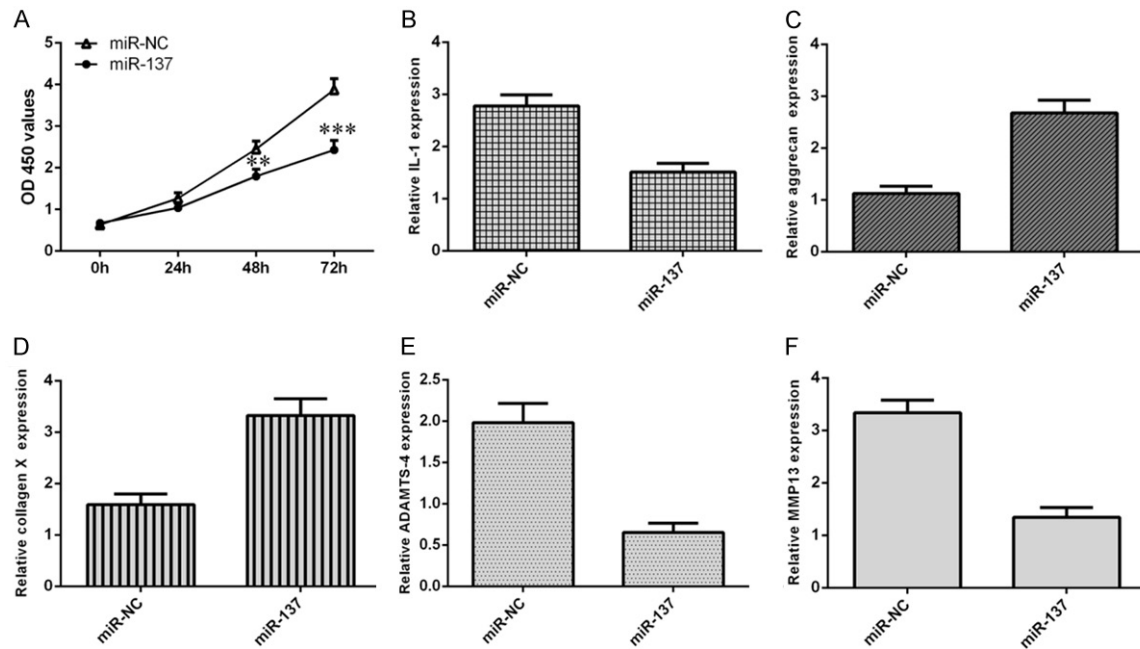 A
miR-NC
miR-137
OD 450 values
5
4
3
2
1
0
**
***
0h
24h
48h
72h
B
Relative IL-1 expression
4
3
2
1
0
miR-NC
miR-137
C
Relative aggrecan expression
4
3
2
1
0
miR-NC
miR-137
D
Relative collagen X expression
4
3
2
1
0
miR-NC
miR-137
E
Relative ADAMTS-4 expression
2.5
2.0
1.5
1.0
0.5
0.0
miR-NC
miR-137
F
Relative MMP13 expression
4
3
2
1
0
miR-NC
miR-137